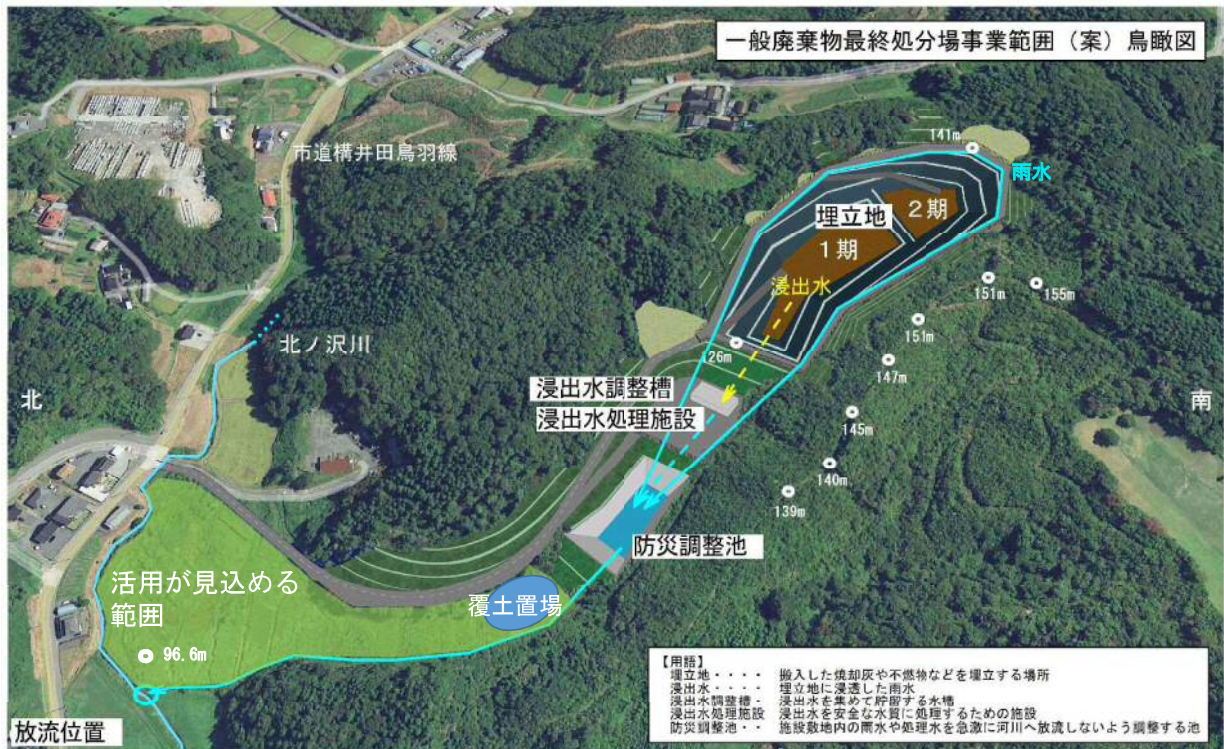 一般廃棄物最終処分場事業範囲（案）鳥瞰図
141m
雨水
市道横井田鳥羽線
埋立地
2期
1期
浸出水
151m
155m
151m
126m
147m
北ノ沢川
浸出水調整槽
浸出水処理施設
北
南
145m
140m
139m
防災調整池
活用が見込める
範囲
覆土置場
96.6m
放流位置
【用語】
埋立地・・・・ 搬入した焼却灰や不燃物などを埋立する場所
浸出水・・・・ 埋立地に浸透した雨水
浸出水調整槽・ 浸出水を集めて貯留する水槽
浸出水処理施設 浸出水を安全な水質に処理するための施設
防災調整池・・ 施設敷地内の雨水や処理水を急激に河川へ放流しないよう調整する池